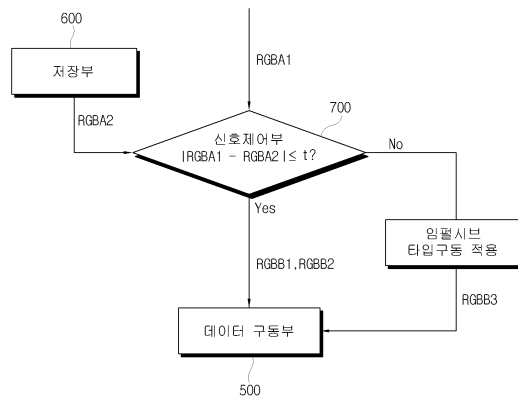 600
저장부
RGBA1
RGBA2
700
신호제어부
|RGBA1 - RGBA2|≤ t?
No
Yes
임펄시브
타입구동 적용
RGBB1,RGBB2
RGBB3
데이터 구동부
500